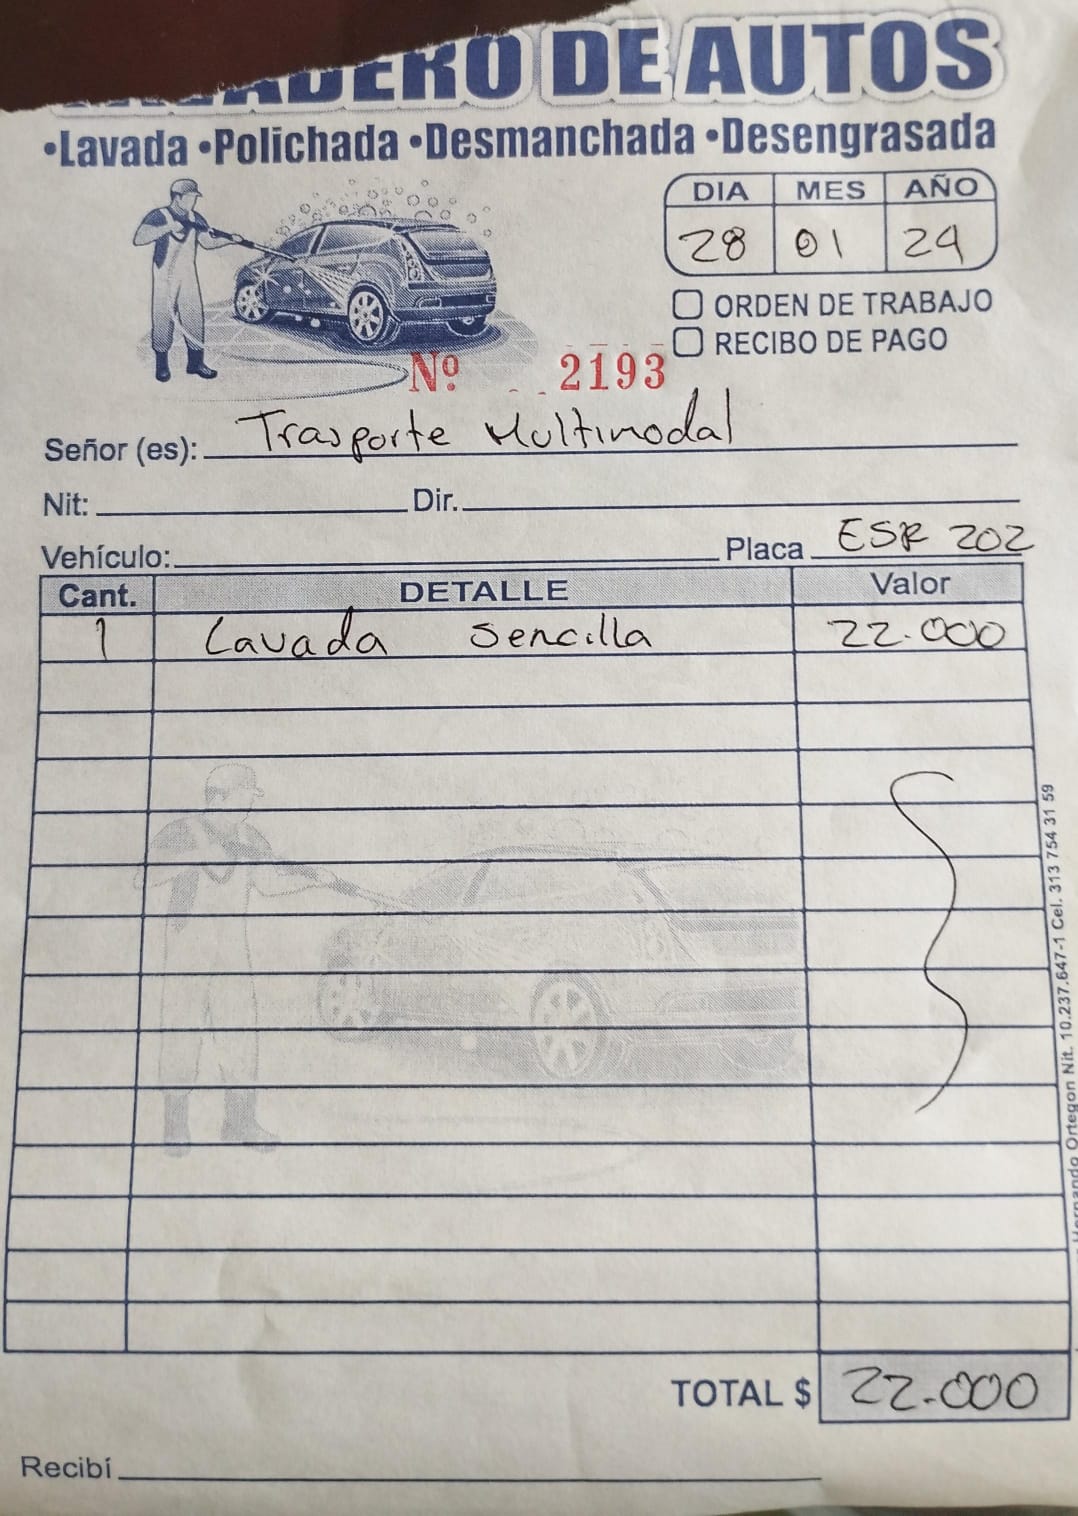 DE AUTOS
•Lavada •Polichada •Desmanchada •Desengrasada
DIA MES AÑO
28 01 24
ORDEN DE TRABAJO
RECIBO DE PAGO
Nº 2193
Señor (es): Trasporte Multimodal
Nit: Dir.
Vehículo: Placa ESR 202
Cant. DETALLE Valor
1 Lavada Sencilla 22.000
TOTAL $ 22.000
Recibí
Hernando Ortegon Nit. 10.237.647-1 Cel. 313 754 31 59